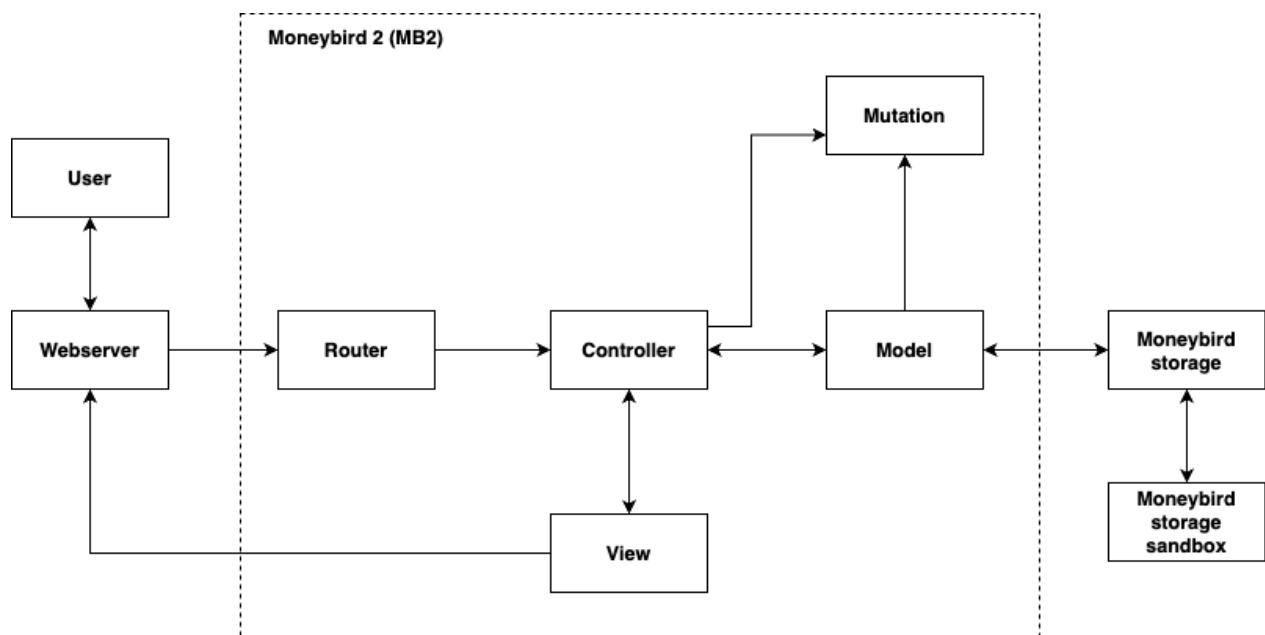 Moneybird 2 (MB2)
Mutation
User
Webserver
Router
Controller
Model
Moneybird
storage
Moneybird
storage
sandbox
View